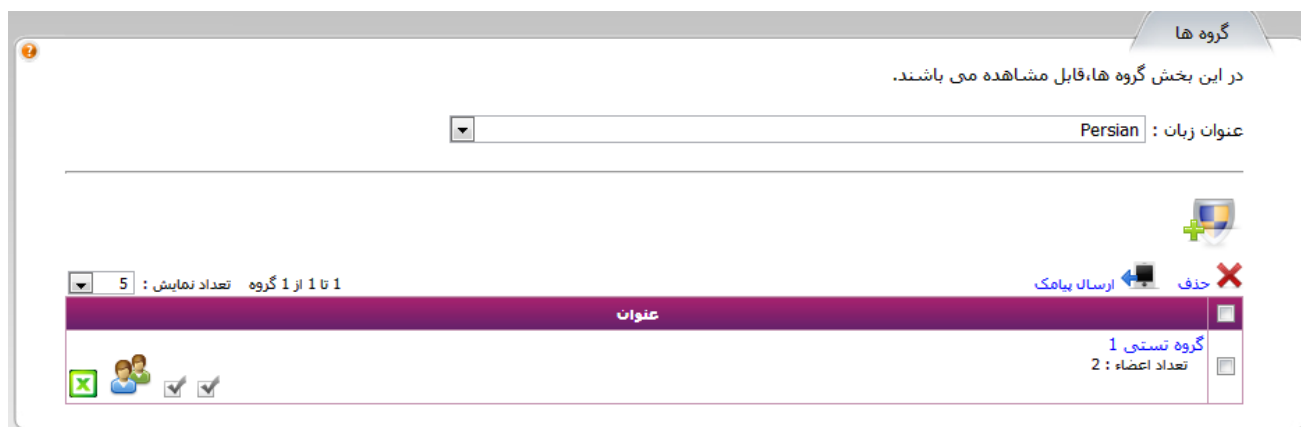 گروه ها
در این بخش گروه ها،قابل مشاهده می باشند.
عنوان زبان : Persian
حذف ارسال پیامک 1 تا 1 از 1 گروه تعداد نمایش : 5
عنوان
گروه تستی 1
تعداد اعضاء : 2